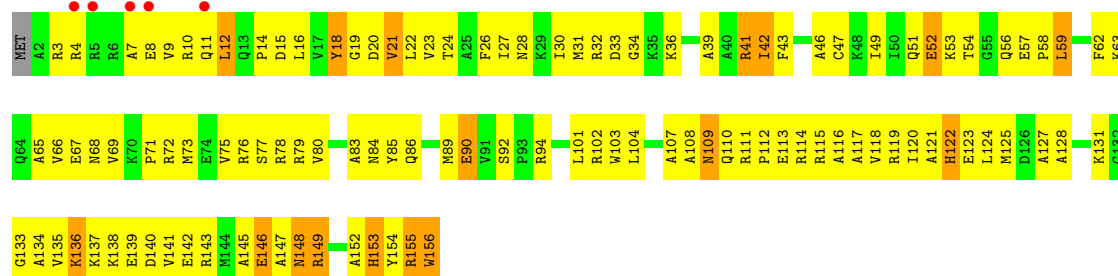 MET A2 R3 R4 R5 R6 A7 E8 V9 R10 Q11 L12 Q13 P14 D15 L16 V17 Y18 G19 D20 V21 L22 V23 T24 A25 F26 I27 N28 K29 I30 M31 R32 D33 G34 K35 K36 A39 A40 R41 I42 F43 A46 C47 K48 I49 I50 Q51 E52 K53 T54 G55 Q56 E57 P58 L59 F62 K63
Q64 A65 V66 E67 N68 V69 K70 P71 R72 M73 E74 V75 R76 S77 R78 R79 V80 A83 N84 Y85 Q86 M89 E90 V91 S92 P93 R94 L101 R102 W103 L104 A107 A108 N109 Q110 R111 P112 E113 R114 R115 A116 A117 V118 R119 I120 A121 H122 E123 L124 M125 D126 A127 A128 K131 G132
G133 A134 V135 K136 K137 K138 E139 D140 V141 E142 R143 M144 A145 E146 A147 N148 R149 A152 H153 Y154 R155 W156